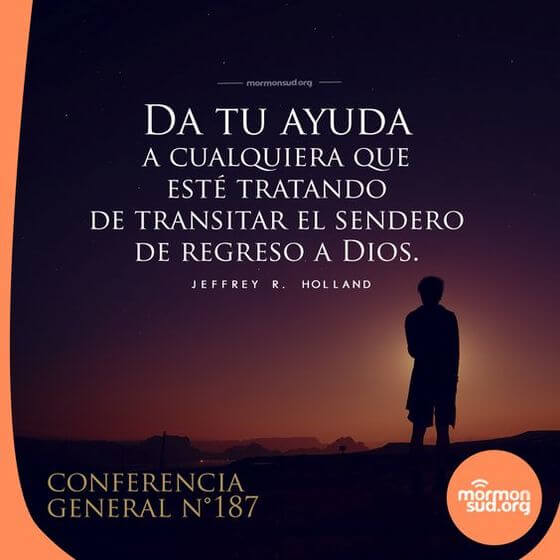 mormonsud.org
DA TU AYUDA
A CUALQUIERA QUE
ESTÉ TRATANDO
DE TRANSITAR EL SENDERO
DE REGRESO A DIOS.
JEFFREY R. HOLLAND
CONFERENCIA
GENERAL N°187
mormon
sud.org